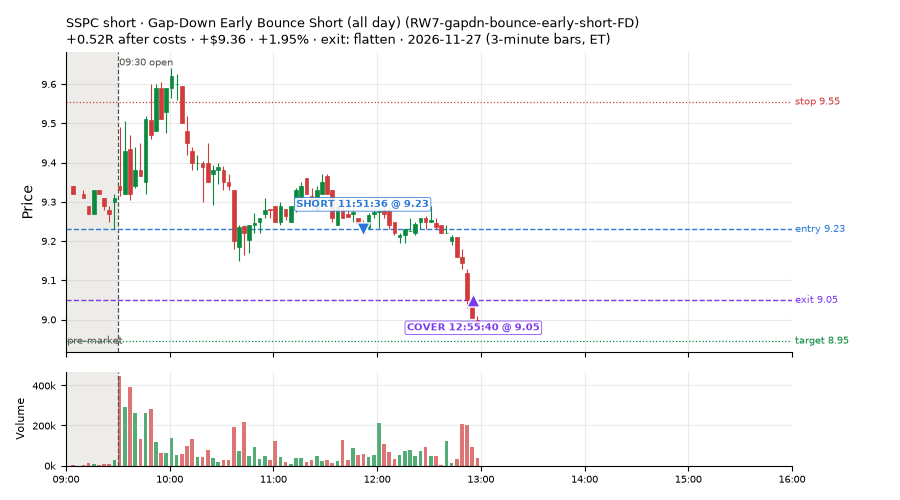 SSPC short · Gap-Down Early Bounce Short (all day) (RW7-gapdn-bounce-early-short-FD)
+0.52R after costs · +$9.36 · +1.95% · exit: flatten · 2026-11-27 (3-minute bars, ET)
09:30 open
9.6
stop 9.55
9.5
9.4
9.3
SHORT 11:51:36 @ 9.23
entry 9.23
9.2
9.1
exit 9.05
9.0
COVER 12:55:40 @ 9.05
pre-market
target 8.95
Price
400k
200k
0k
Volume
09:00
10:00
11:00
12:00
13:00
14:00
15:00
16:00